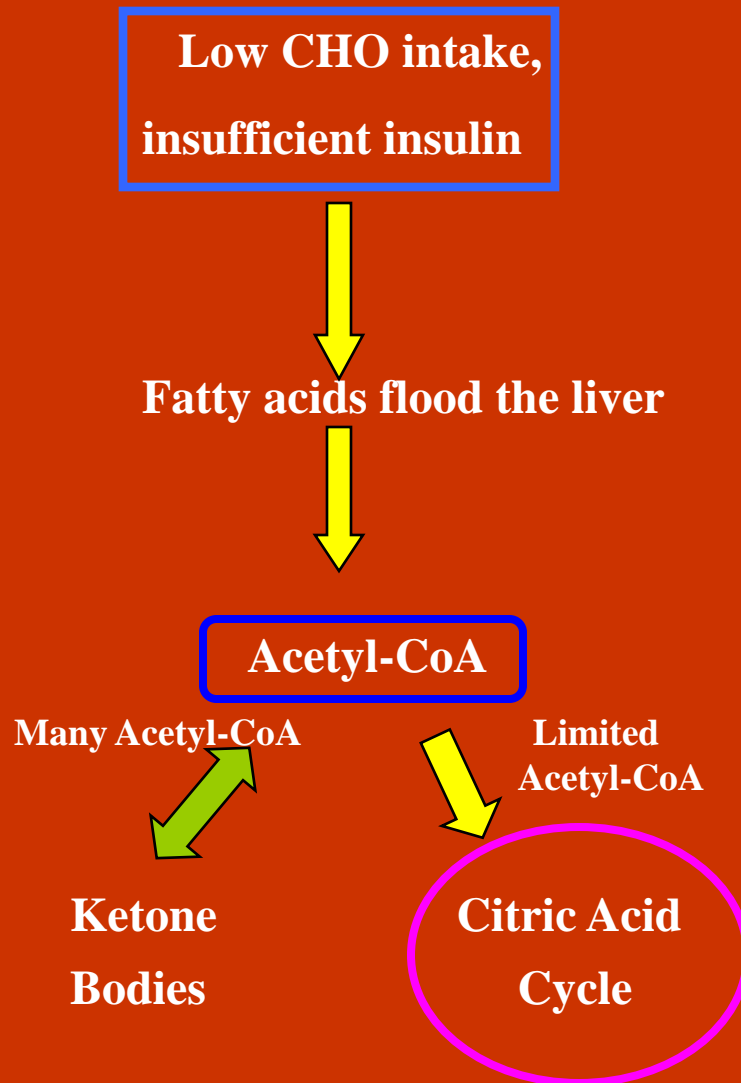 Low CHO intake,
insufficient insulin
Fatty acids flood the liver
Acetyl-CoA
Many Acetyl-CoA
Limited
Acetyl-CoA
Ketone
Bodies
Citric Acid
Cycle